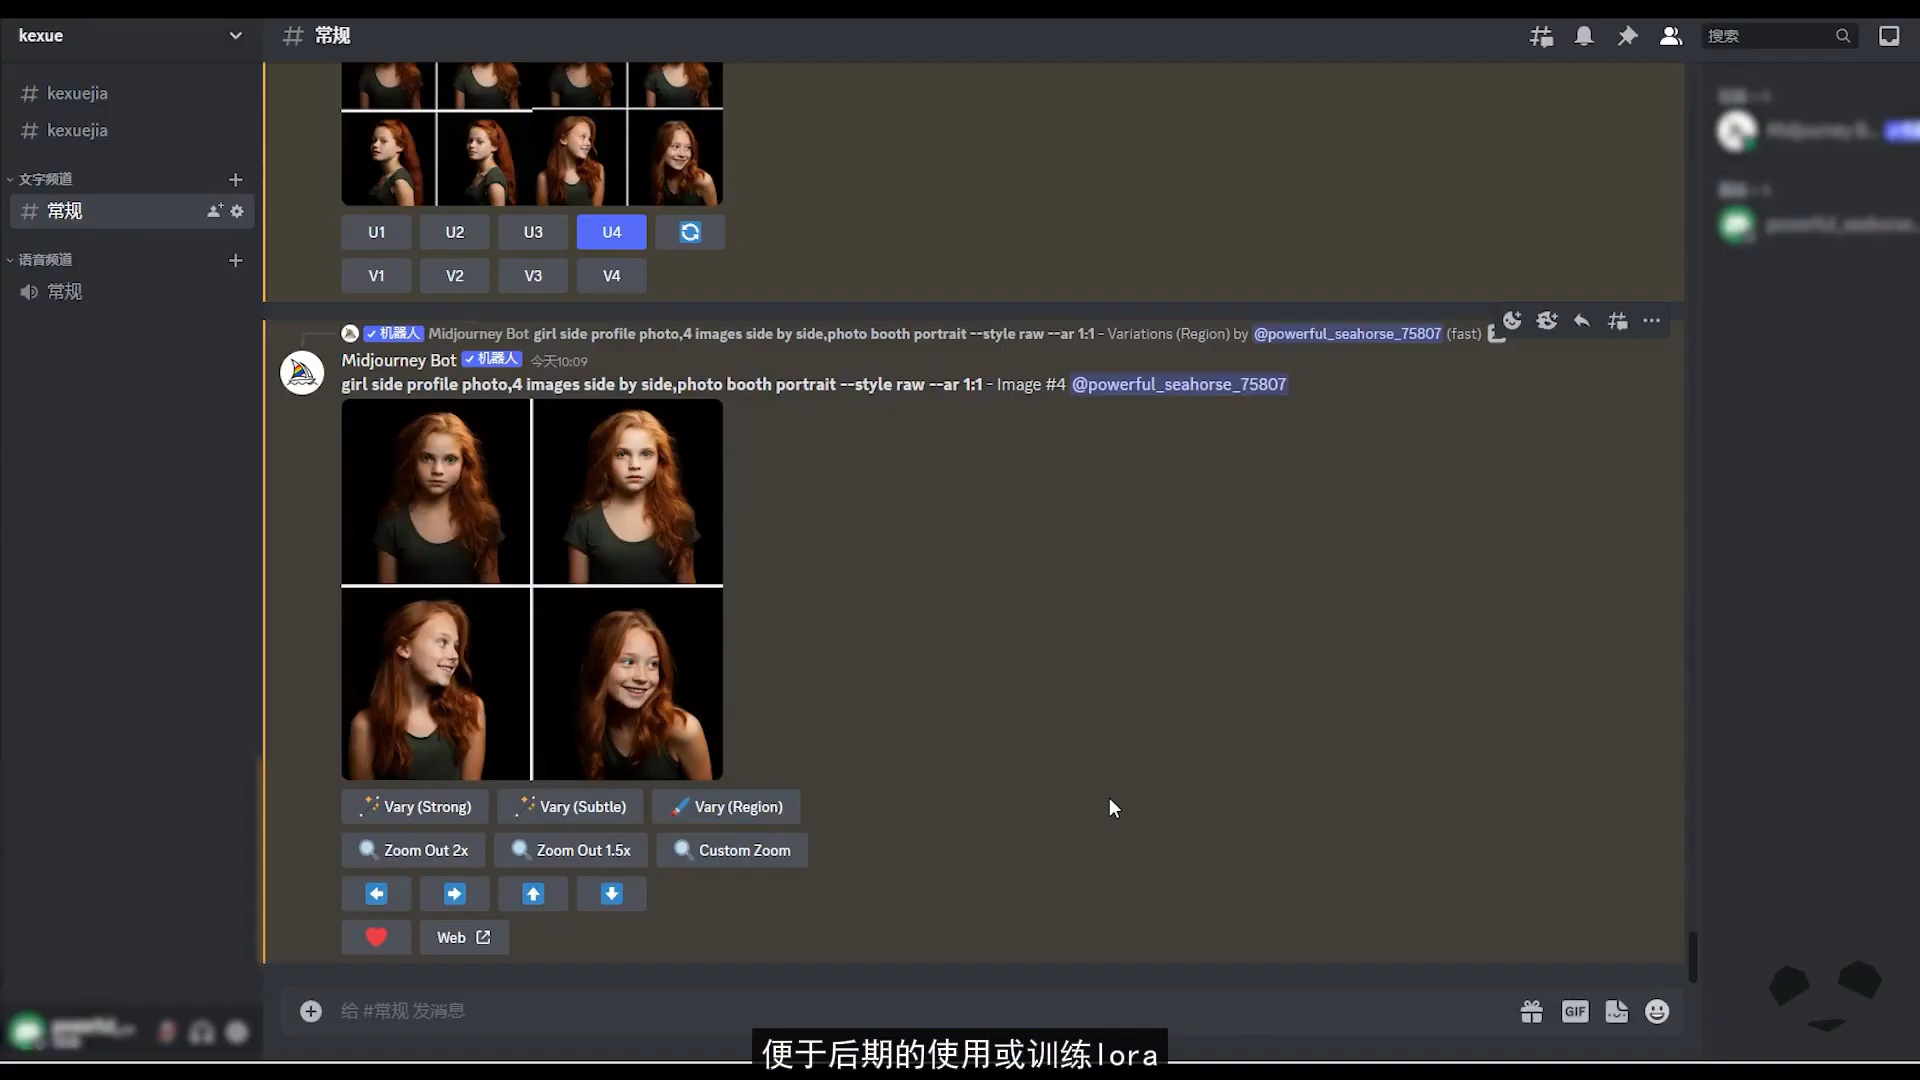 kexue
# 常规
搜索
kexuejia
kexuejia
文字频道
常规
语音频道
常规
U1 U2 U3 U4
V1 V2 V3 V4
机器人 Midjourney Bot girl side profile photo,4 images side by side,photo booth portrait --style raw --ar 1:1 - Variations (Region) by @powerful_seahorse_75807 (fast)
Midjourney Bot 机器人 今天10:09
girl side profile photo,4 images side by side,photo booth portrait --style raw --ar 1:1 - Image #4 @powerful_seahorse_75807
Vary (Strong) Vary (Subtle) Vary (Region)
Zoom Out 2x Zoom Out 1.5x Custom Zoom
Web
给 #常规 发消息
GIF
便于后期的使用或训练lora